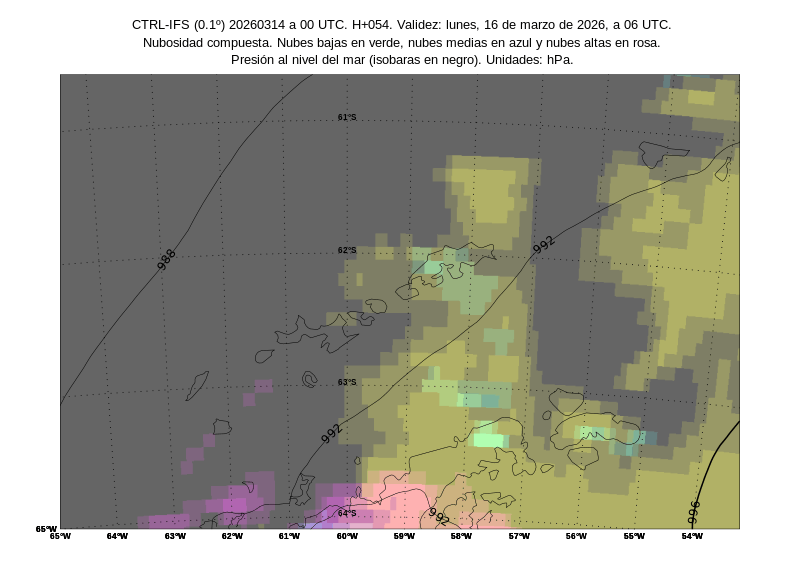 CTRL-IFS (0.1º) 20260314 a 00 UTC. H+054. Validez: lunes, 16 de marzo de 2026, a 06 UTC.
Nubosidad compuesta. Nubes bajas en verde, nubes medias en azul y nubes altas en rosa.
Presión al nivel del mar (isobaras en negro). Unidades: hPa.
61°S
988
992
62°S
63°S
992
64°S
992
996
65°W
65°W 64°W 63°W 62°W 61°W 60°W 59°W 58°W 57°W 56°W 55°W 54°W